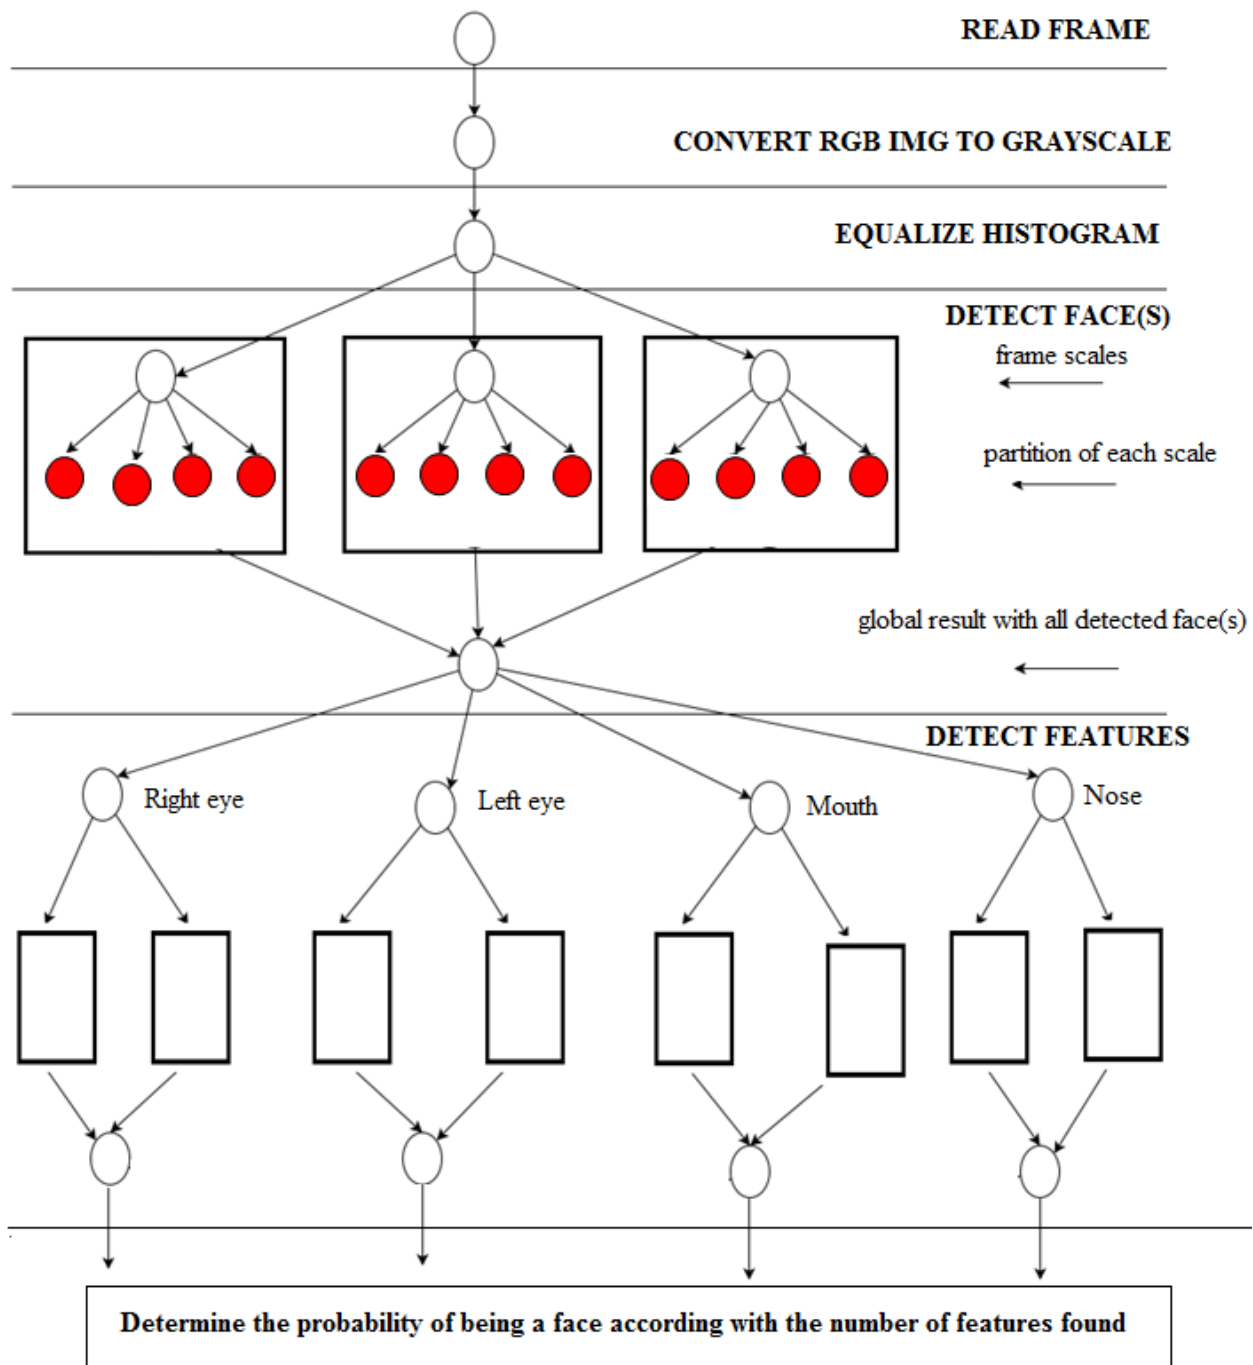 READ FRAME
CONVERT RGB IMG TO GRAYSCALE
EQUALIZE HISTOGRAM
DETECT FACE(S)
frame scales
partition of each scale
global result with all detected face(s)
DETECT FEATURES
Right eye
Left eye
Mouth
Nose
Determine the probability of being a face according with the number of features found